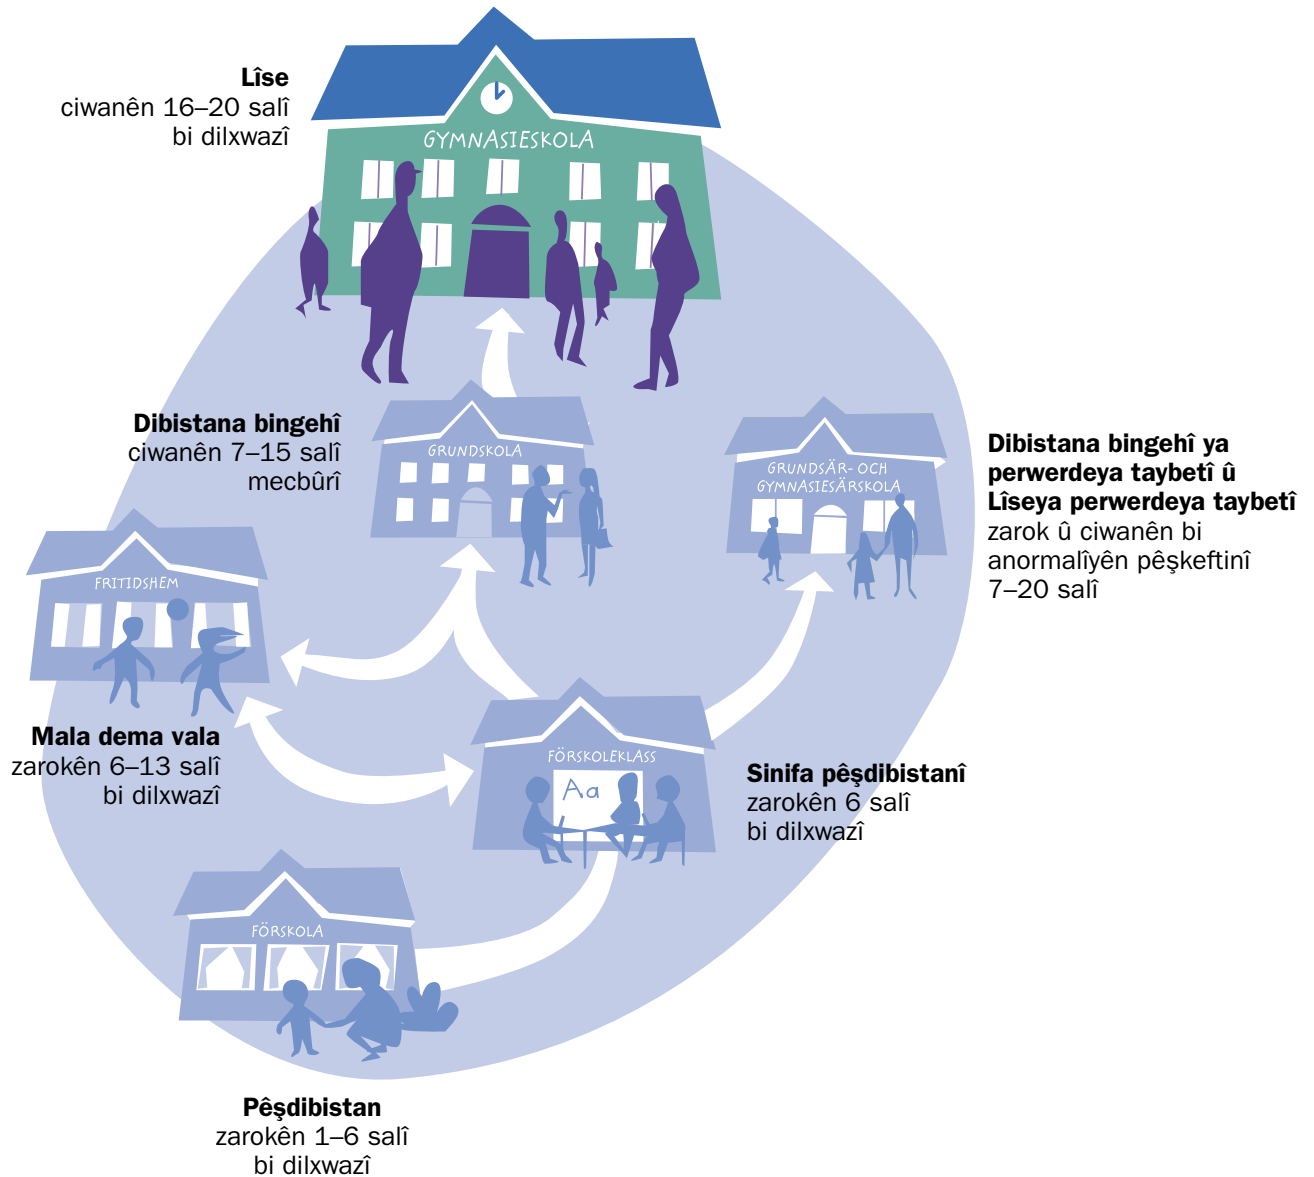 Lîse
ciwanên 16–20 salî
bi dilxwazî
GYMNASIESKOLA
Dibistana bingehî
ciwanên 7–15 salî
mecbûrî
GRUNDSKOLA
GRUNDSÄR- OCH
GYMNASIESÄRSKOLA
Dibistana bingehî ya
perwerdeya taybetî û
Lîseya perwerdeya taybetî
zarok û ciwanên bi
anormalîyên pêşkeftinî
7–20 salî
FRITIDSHEM
Mala dema vala
zarokên 6–13 salî
bi dilxwazî
FÖRSKOLEKLASS
Aa
Sinifa pêşdibistanî
zarokên 6 salî
bi dilxwazî
FÖRSKOLA
Pêşdibistan
zarokên 1–6 salî
bi dilxwazî